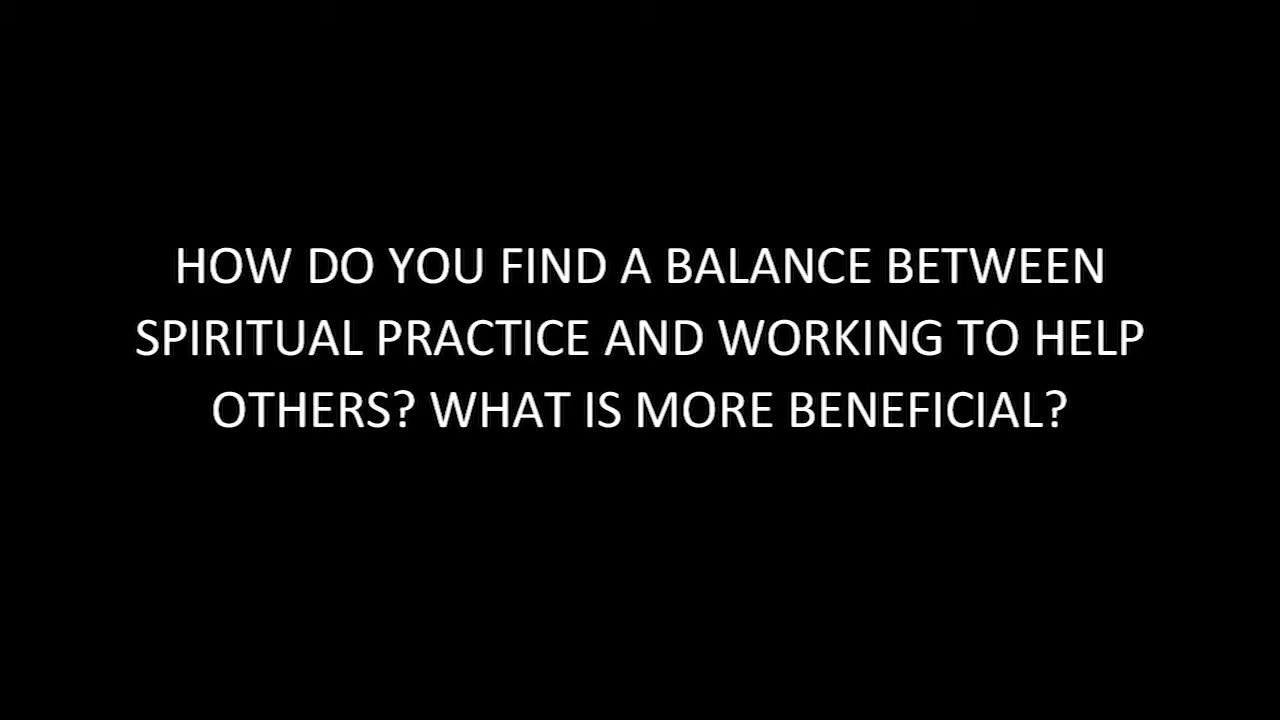 HOW DO YOU FIND A BALANCE BETWEEN
SPIRITUAL PRACTICE AND WORKING TO HELP
OTHERS? WHAT IS MORE BENEFICIAL?